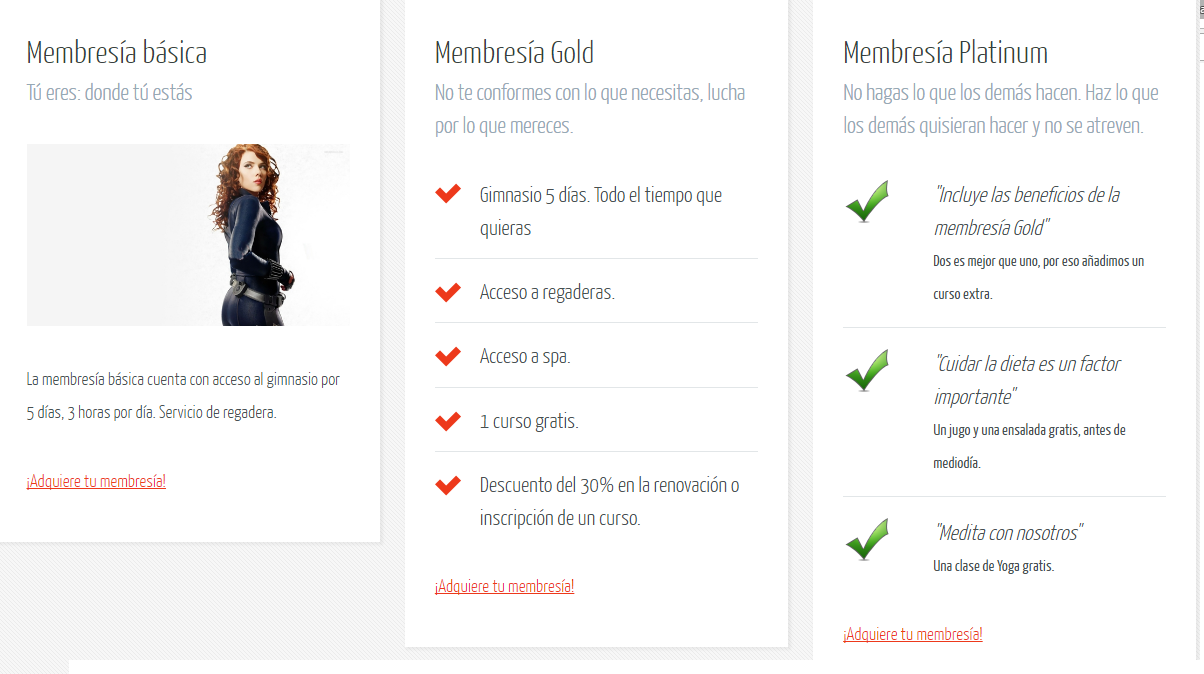 Membresía básica
Tú eres: donde tú estás
La membresía básica cuenta con acceso al gimnasio por
5 días, 3 horas por día. Servicio de regadera.
¡Adquiere tu membresía!
Membresía Gold
No te conformes con lo que necesitas, lucha
por lo que mereces.
Gimnasio 5 días. Todo el tiempo que
quieras
Acceso a regaderas.
Acceso a spa.
1 curso gratis.
Descuento del 30% en la renovación o
inscripción de un curso.
¡Adquiere tu membresía!
Membresía Platinum
No hagas lo que los demás hacen. Haz lo que
los demás quisieran hacer y no se atreven.
"Incluye las beneficios de la
membresía Gold"
Dos es mejor que uno, por eso añadimos un
curso extra.
"Cuidar la dieta es un factor
importante"
Un jugo y una ensalada gratis, antes de
mediodía.
"Medita con nosotros"
Una clase de Yoga gratis.
¡Adquiere tu membresía!